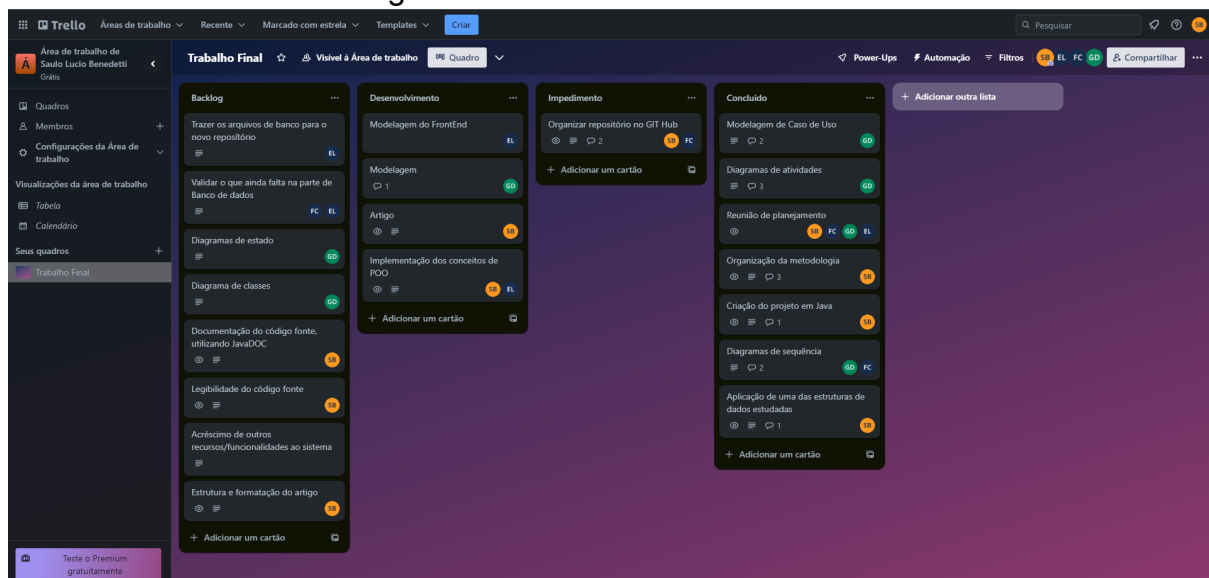 Trello Áreas de trabalho Recente Marcado com estrela Templates Criar Pesquisar SB
Á Área de trabalho de
Saulo Lucio Benedetti
Grátis
Quadros
Membros
Configurações da Área de
trabalho
Visualizações da área de trabalho
Tabela
Calendário
Seus quadros
Trabalho Final
Teste o Premium
gratuitamente
Trabalho Final Visível à Área de trabalho Quadro Power-Ups Automação Filtros SB EL FC GD Compartilhar
Backlog
Trazer os arquivos de banco para o
novo reposítório
EL
Validar o que ainda falta na parte de
Banco de dados
FC EL
Diagramas de estado
GD
Diagrama de classes
GD
Documentação do código fonte,
utilizando JavaDOC
SB
Legibilidade do código fonte
SB
Acréscimo de outros
recursos/funcionalidades ao sistema
Estrutura e formatação do artigo
SB
+ Adicionar um cartão
Desenvolvimento
Modelagem do FrontEnd
EL
Modelagem
1 GD
Artigo
SB
Implementação dos conceitos de
POO
SB EL
+ Adicionar um cartão
Impedimento
Organizar repositório no GIT Hub
2 SB FC
+ Adicionar um cartão
Concluido
Modelagem de Caso de Uso
2 GD
Diagramas de atividades
3 GD
Reunião de planejamento
SB FC GD EL
Organização da metodologia
3 SB
Criação do projeto em Java
1 SB
Diagramas de sequência
2 GD FC
Aplicação de uma das estruturas de
dados estudadas
1 SB
+ Adicionar um cartão
+ Adicionar outra lista